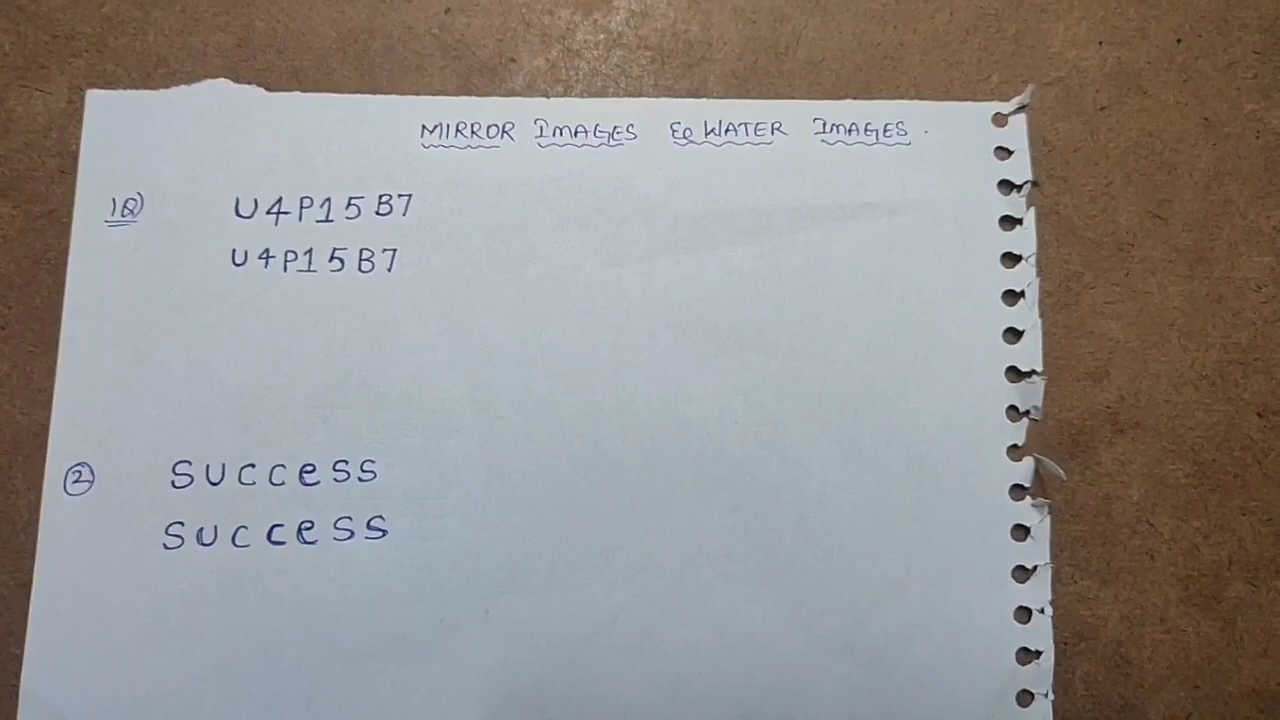 MIRROR IMAGES & WATER IMAGES.
1Q) U4P15B7
U4P15B7
2 SUCCeSS
SUCCeSS